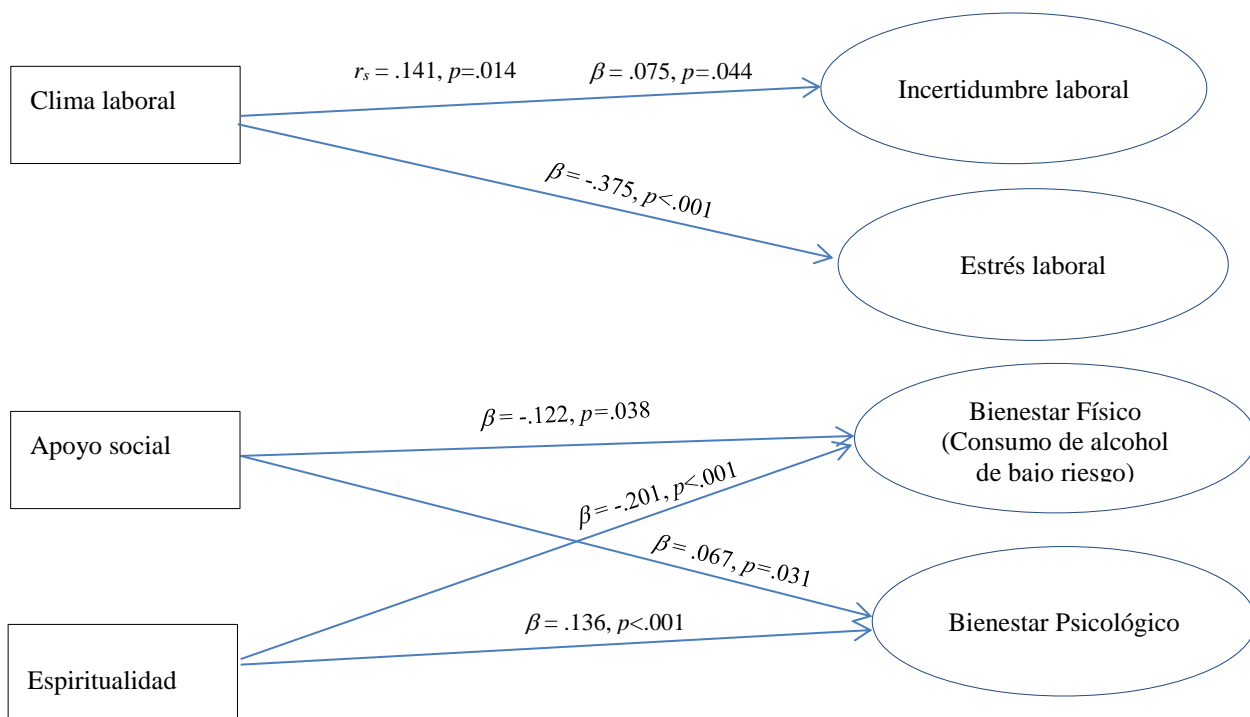 Clima laboral
rs = .141, p=.014
β = .075, p=.044
Incertidumbre laboral
β = -.375, p<.001
Estrés laboral
Apoyo social
β = -.122, p=.038
Bienestar Físico
(Consumo de alcohol
de bajo riesgo)
β = -.201, p<.001
β = .067, p=.031
β = .136, p<.001
Bienestar Psicológico
Espiritualidad